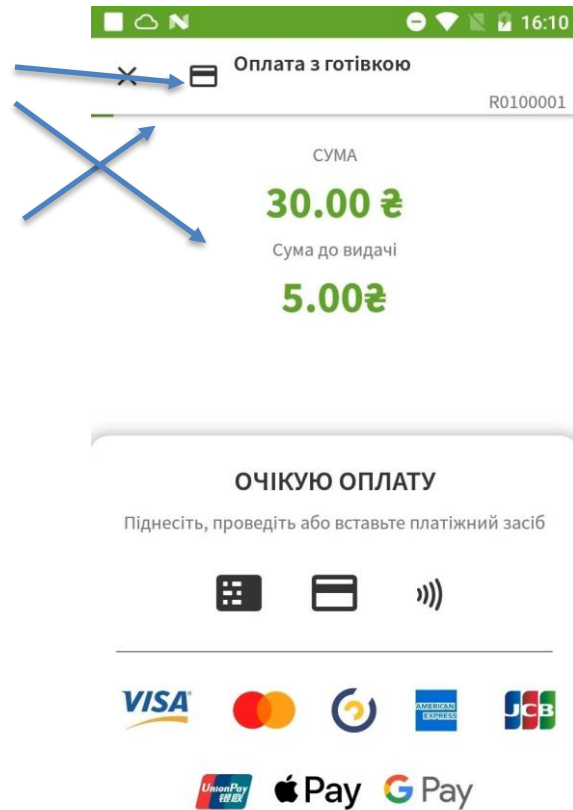 16:10
Оплата з готівкою
R0100001
СУМА
30.00 ₴
Сума до видачі
5.00₴
ОЧІКУЮ ОПЛАТУ
Піднесіть, проведіть або вставьте платіжний засіб
VISA
AMERICAN EXPRESS
JCB
UnionPay
银联
Pay
G Pay